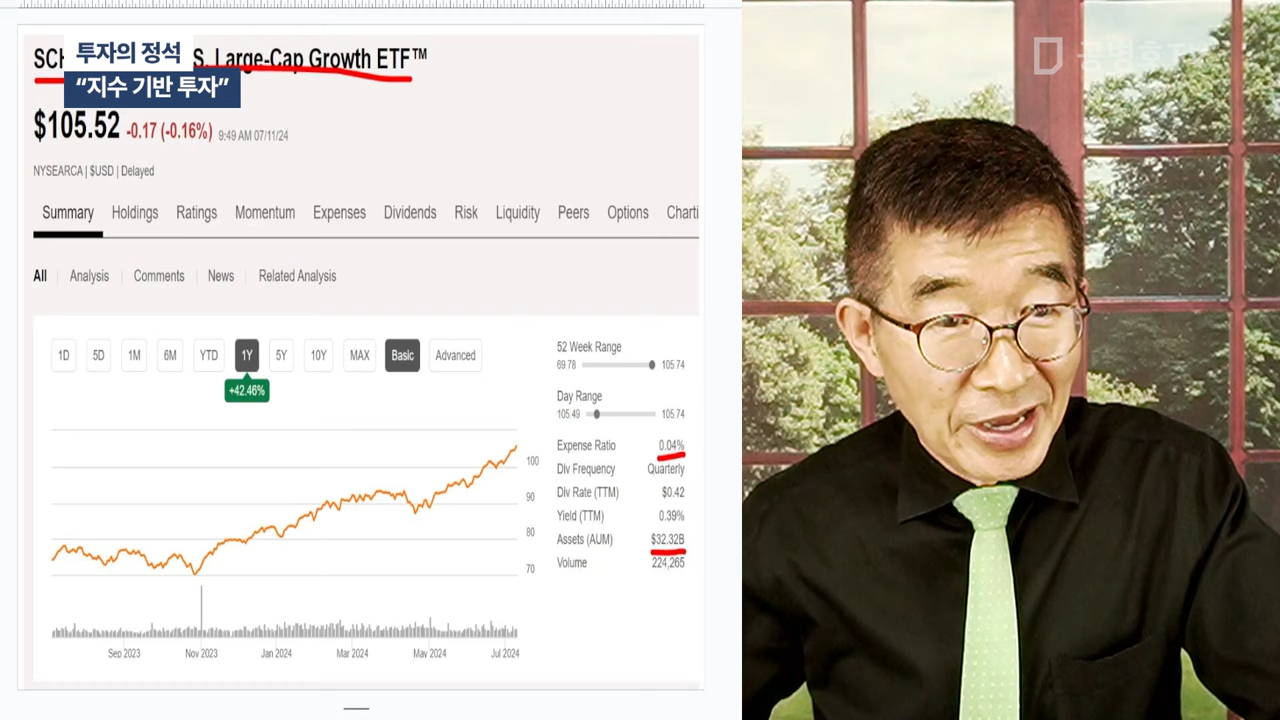 투자의 정석
“지수 기반 투자”
SCH S. Large-Cap Growth ETF™
$105.52 -0.17 (-0.16%) 9:49 AM 07/11/24
NYSEARCA | $USD | Delayed
Summary Holdings Ratings Momentum Expenses Dividends Risk Liquidity Peers Options Charti
All Analysis Comments News Related Analysis
1D 5D 1M 6M YTD 1Y 5Y 10Y MAX Basic Advanced
+42.46%
100
90
80
70
Sep 2023 Nov 2023 Jan 2024 Mar 2024 May 2024 Jul 2024
52 Week Range
69.78 105.74
Day Range
105.49 105.74
Expense Ratio 0.04%
Div Frequency Quarterly
Div Rate (TTM) $0.42
Yield (TTM) 0.39%
Assets (AUM) $32.32B
Volume 224,265